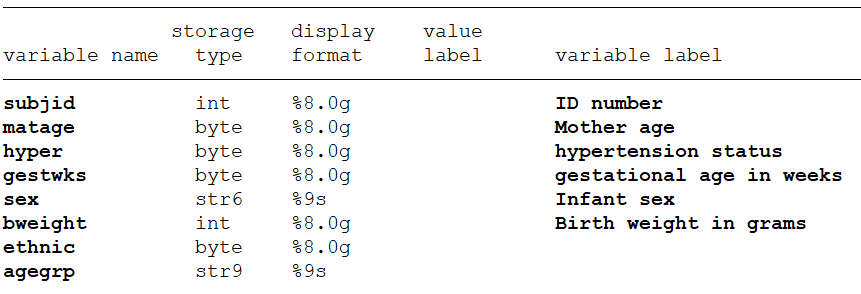 storage display value
variable name type format label variable label
subjid int %8.0g ID number
matage byte %8.0g Mother age
hyper byte %8.0g hypertension status
gestwks byte %8.0g gestational age in weeks
sex str6 %9s Infant sex
bweight int %8.0g Birth weight in grams
ethnic byte %8.0g
agegrp str9 %9s